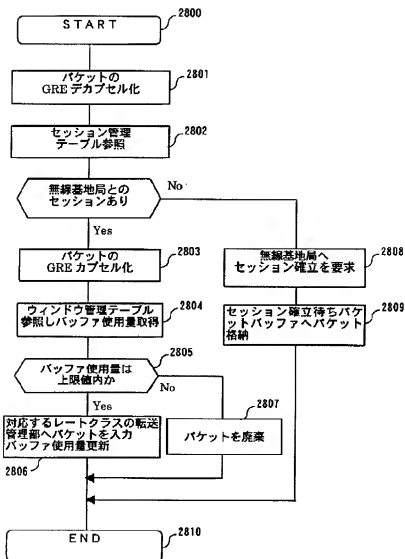 START
2800
パケットの
GRE デカプセル化
2801
セッション管理
テーブル参照
2802
無線基地局との
セッションあり
No
Yes
パケットの
GRE カプセル化
2803
無線基地局へ
セッション確立を要求
2808
ウィンドウ管理テーブル
参照しバッファ使用量取得
2804
セッション確立待ちパケ
ットバッファへパケット
格納
2809
バッファ使用量は
上限値内か
2805
No
Yes
対応するレートクラスの転送
管理部へパケットを入力
バッファ使用量更新
2806
パケットを廃棄
2807
END
2810